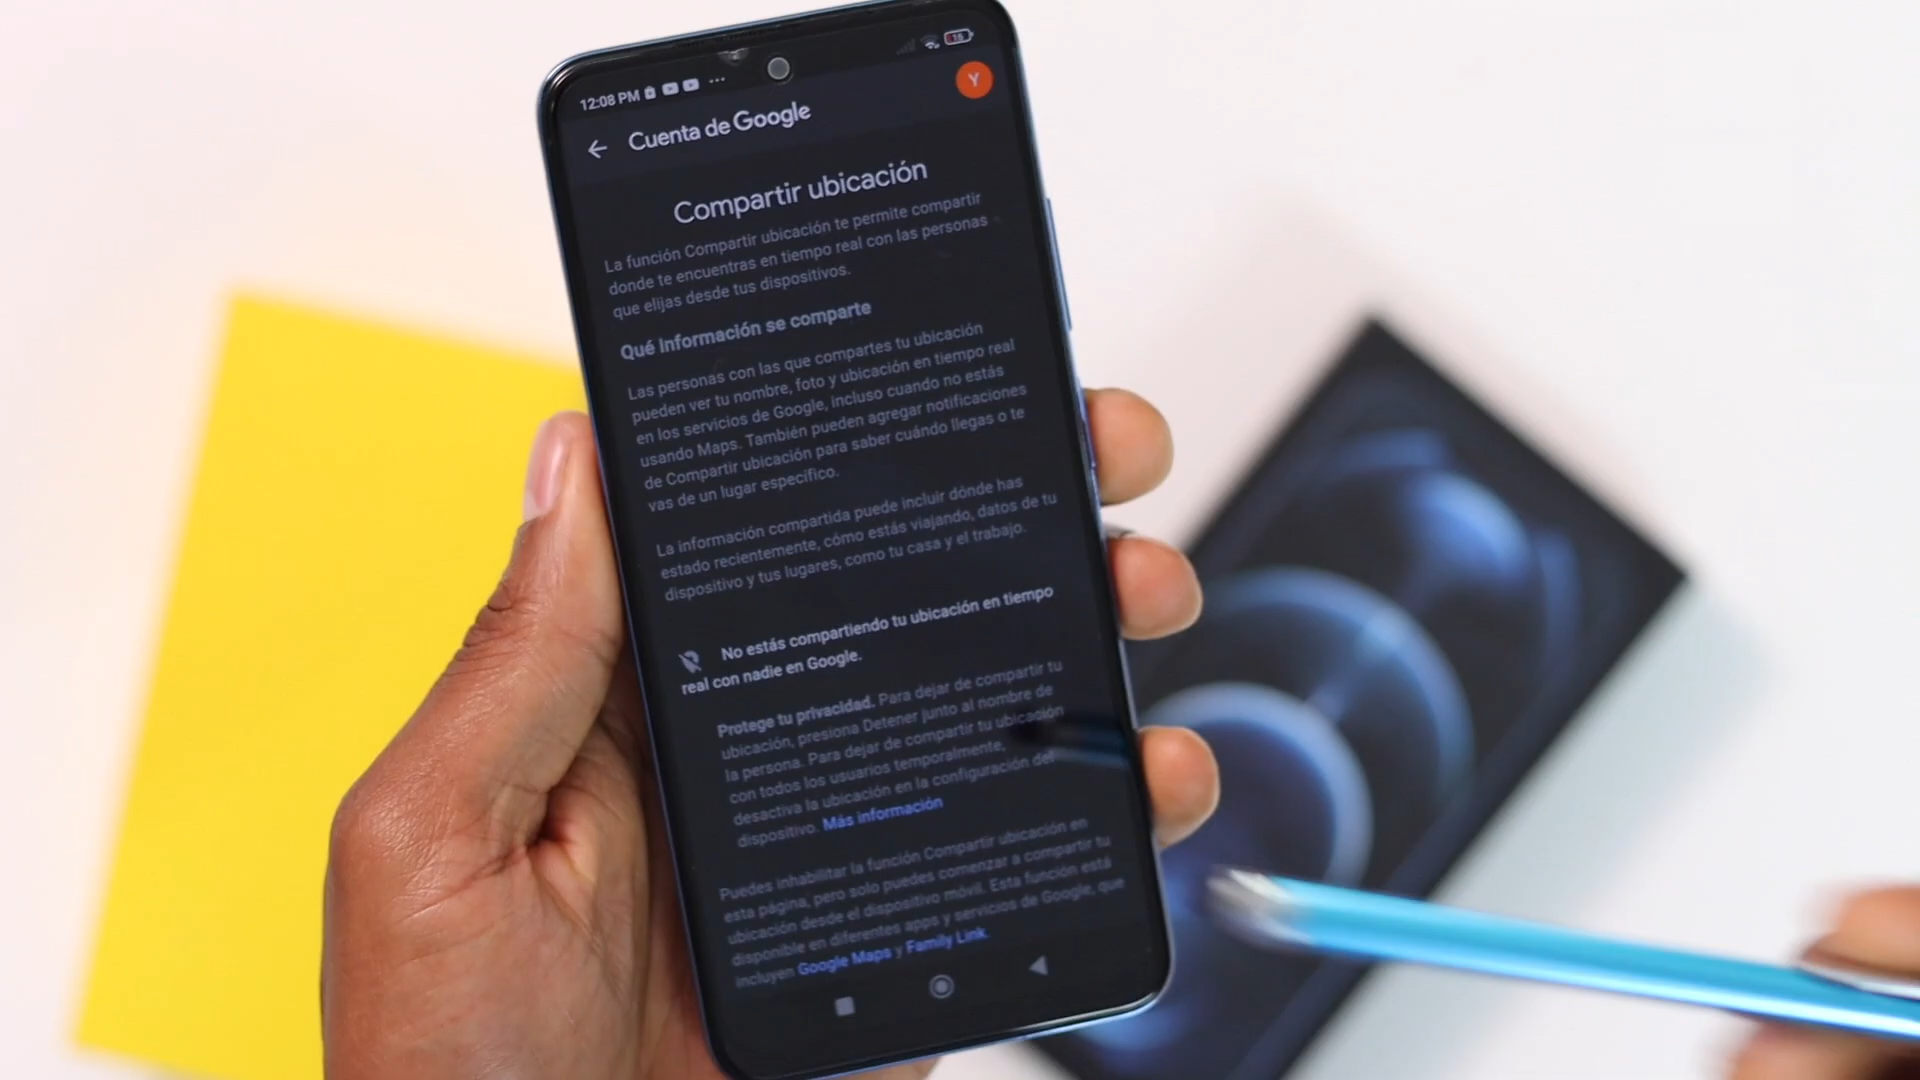 12:08 PM
16
Cuenta de Google
Y
Compartir ubicación
La función Compartir ubicación te permite compartir
donde te encuentras en tiempo real con las personas
que elijas desde tus dispositivos.
Qué información se comparte
Las personas con las que compartes tu ubicación
pueden ver tu nombre, foto y ubicación en tiempo real
en los servicios de Google, incluso cuando no estás
usando Maps. También pueden agregar notificaciones
de Compartir ubicación para saber cuándo llegas o te
vas de un lugar específico.
La información compartida puede incluir dónde has
estado recientemente, cómo estás viajando, datos de tu
dispositivo y tus lugares, como tu casa y el trabajo.
No estás compartiendo tu ubicación en tiempo
real con nadie en Google.
Protege tu privacidad. Para dejar de compartir tu
ubicación, presiona Detener junto al nombre de
la persona. Para dejar de compartir tu ubicación
con todos los usuarios temporalmente,
desactiva la ubicación en la configuración del
dispositivo. Más información
Puedes inhabilitar la función Compartir ubicación en
esta página, pero solo puedes comenzar a compartir tu
ubicación desde el dispositivo móvil. Esta función está
disponible en diferentes apps y servicios de Google, que
incluyen Google Maps y Family Link.